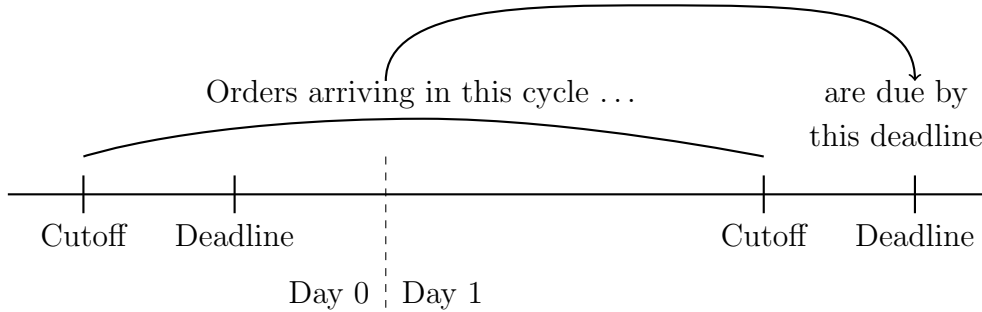 Orders arriving in this cycle …
are due by
this deadline
Cutoff
Deadline
Cutoff
Deadline
Day 0
Day 1